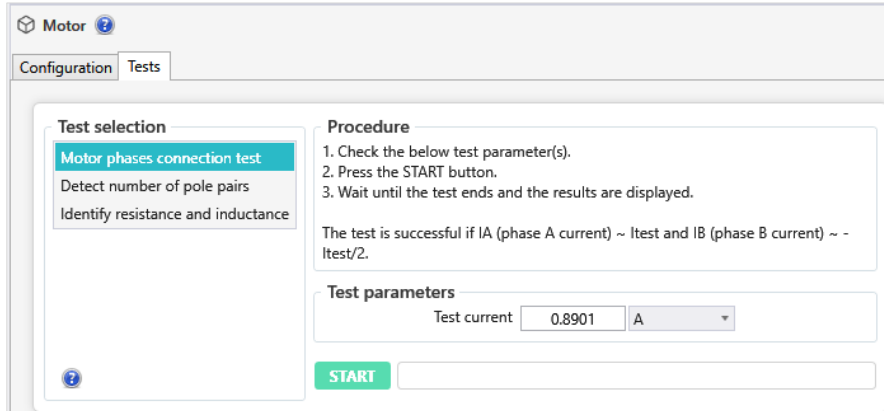 Motor
Configuration Tests
Test selection
Motor phases connection test
Detect number of pole pairs
Identify resistance and inductance
Procedure
1. Check the below test parameter(s).
2. Press the START button.
3. Wait until the test ends and the results are displayed.
The test is successful if IA (phase A current) ~ Itest and IB (phase B current) ~ -
Itest/2.
Test parameters
Test current 0.8901 A
START